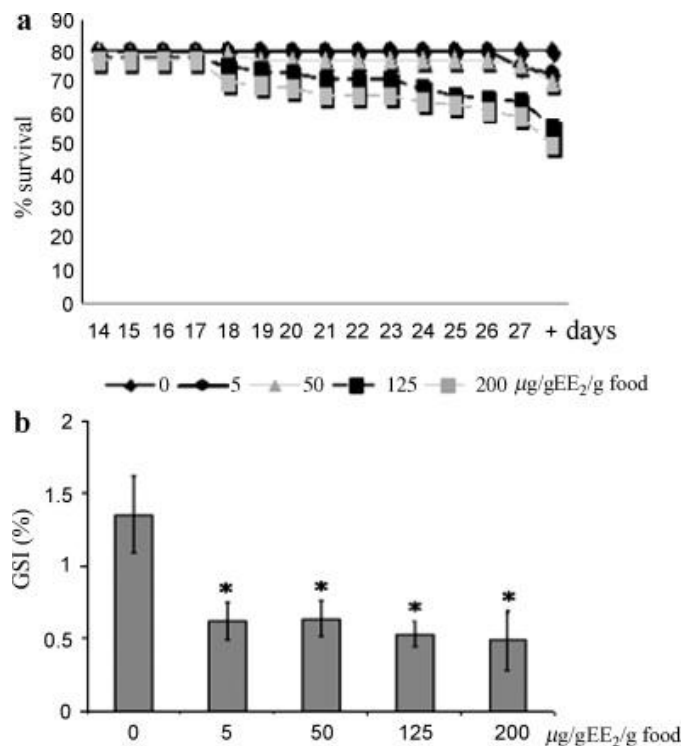 a
90
80
70
60
50
40
30
20
10
0
% survival
14 15 16 17 18 19 20 21 22 23 24 25 26 27 + days
0 5 50 125 200 μg/gEE₂/g food
b
2
1.5
1
0.5
0
GSI (%)
* * * *
0 5 50 125 200 μg/gEE₂/g food